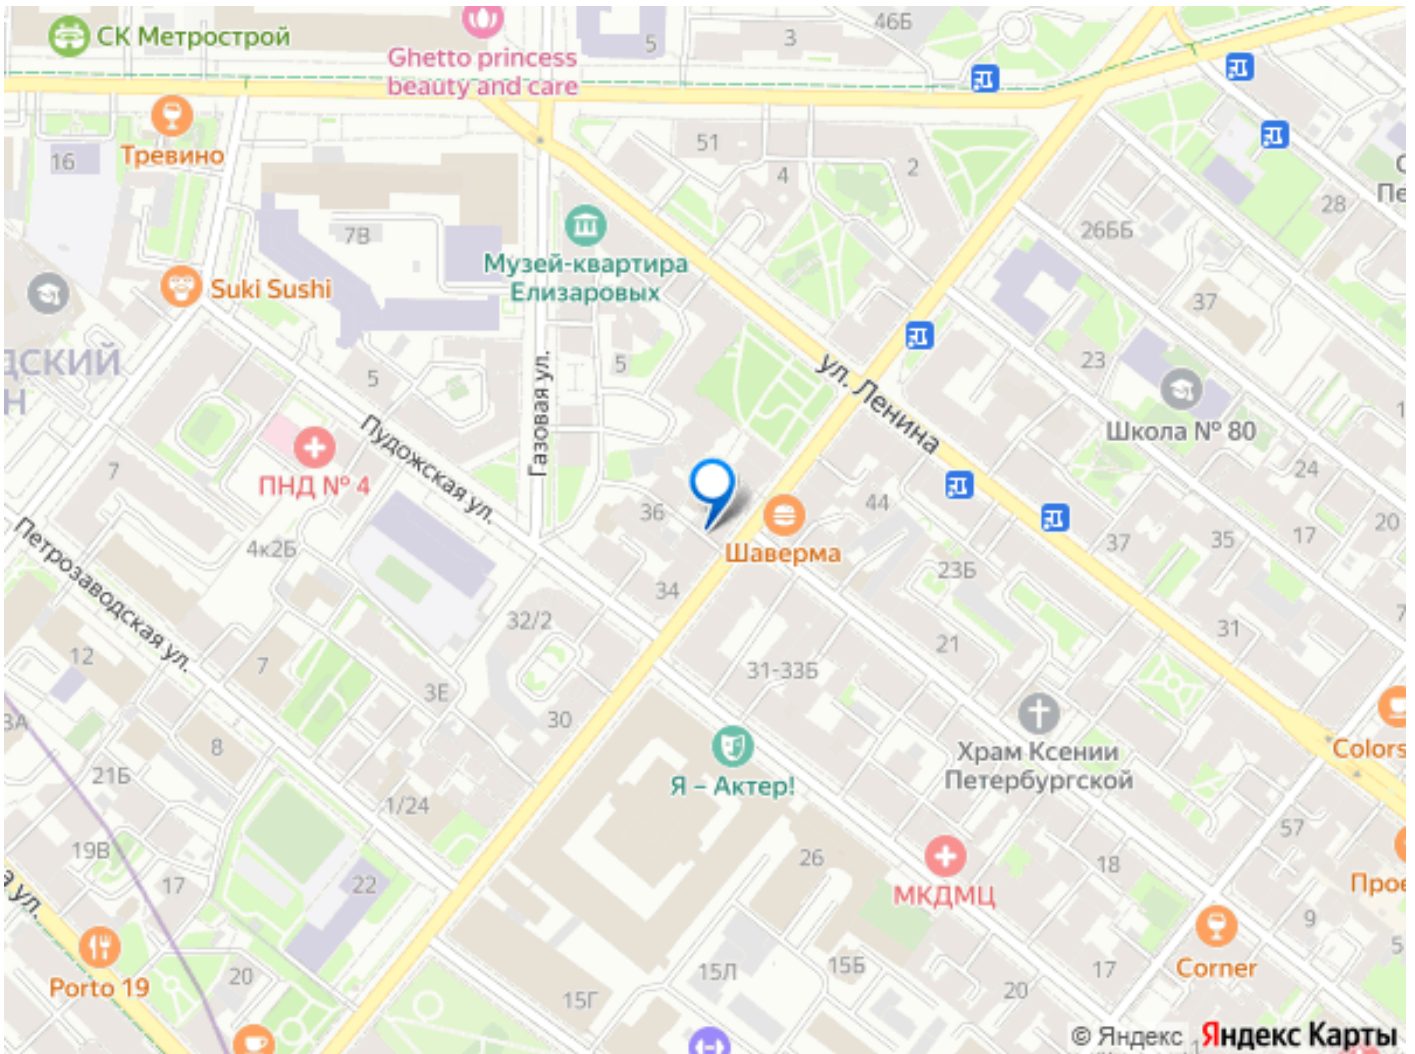 СК Метрострой
Ghetto princess
beauty and care
5
3
46Б
Тревино
16
51
4
2
28
26ББ
7В
Музей-квартира
Елизаровых
Suki Sushi
37
дский
н
5
5
23
Газовая ул.
ул. Ленина
Школа № 80
Пудожская ул.
ПНД № 4
7
24
36
44
Шаверма
20
17
35
37
4к2Б
Петрозаводская ул.
34
23Б
32/2
21
31
31-33Б
12
7
3Е
30
3А
8
Храм Ксении
Петербургской
Colors
Я – Актер!
21Б
1/24
57
19В
26
18
17
22
МКДМЦ
Прое
а ул.
9
5
Porto 19
20
15Л
15Б
17
Corner
15Г
20
© Яндекс Яндекс Карты